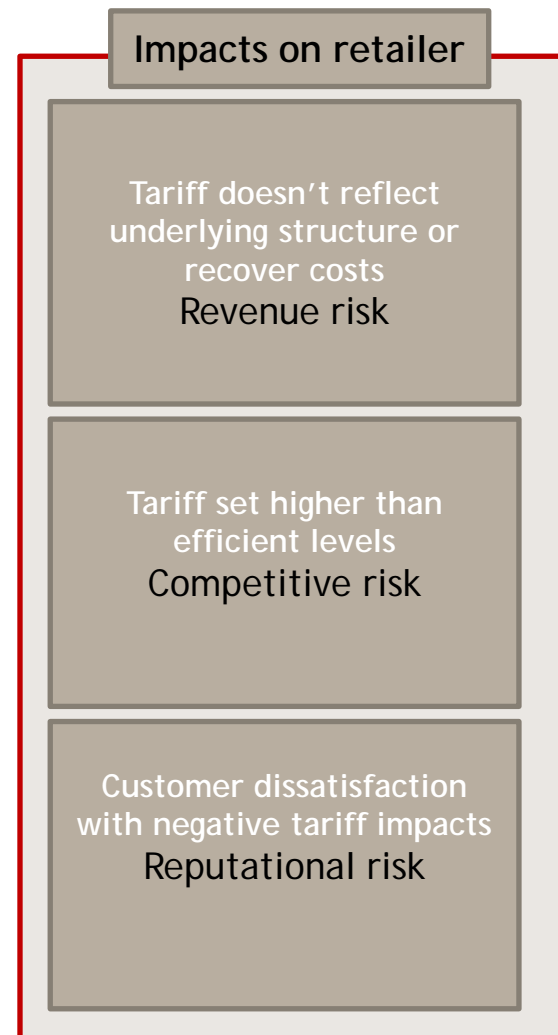 Impacts on retailer
Tariff doesn’t reflect
underlying structure or
recover costs
Revenue risk
Tariff set higher than
efficient levels
Competitive risk
Customer dissatisfaction
with negative tariff impacts
Reputational risk